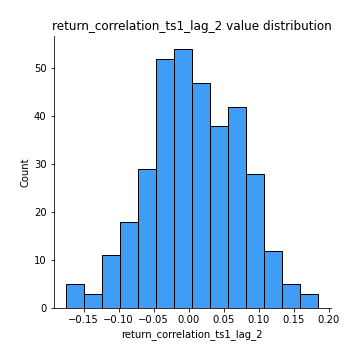 return_correlation_ts1_lag_2 value distribution
50
40
30
20
10
0
Count
−0.15 −0.10 −0.05 0.00 0.05 0.10 0.15 0.20
return_correlation_ts1_lag_2